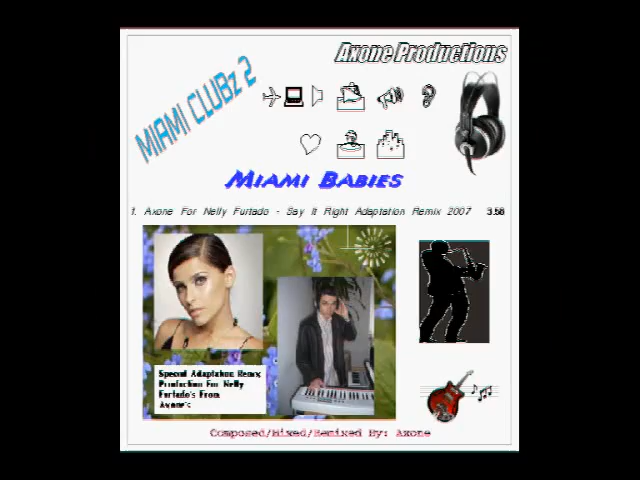 Axone Productions
MIAMI CLUBZ 2
MIAMI BABIES
1. Axone For Nelly Furtado - Say It Right Adaptation Remix 2007 3.58
Special Adaptation Remix
Production For Nelly
Furtado's From
Axone's
Composed/Mixed/Remixed By: Axone